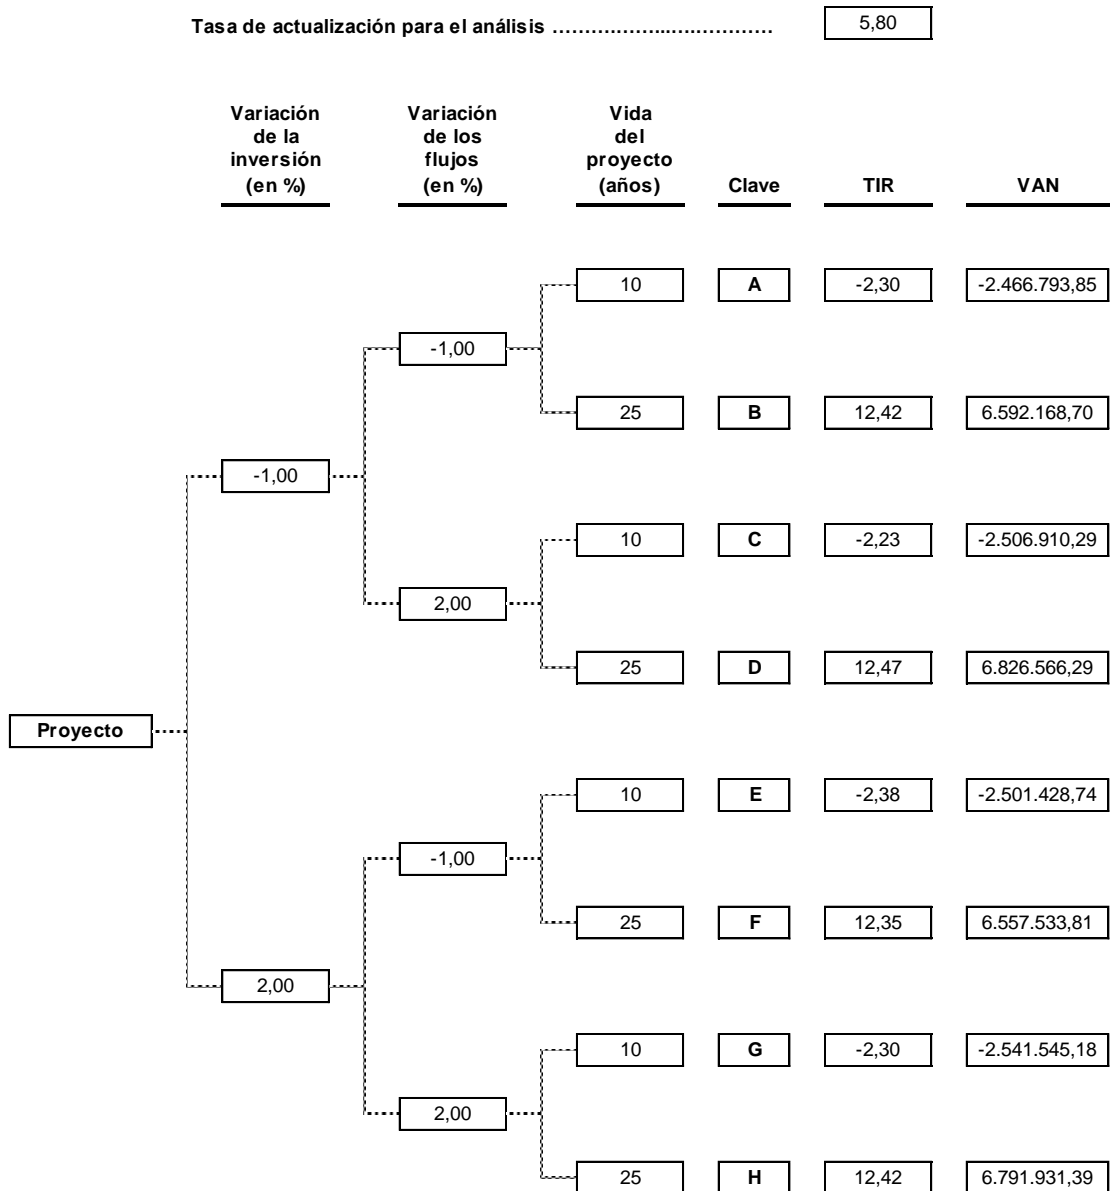 Tasa de actualización para el análisis ……….……...….………… 5,80
Variación de la inversión (en %)
Variación de los flujos (en %)
Vida del proyecto (años)
Clave
TIR
VAN
10 A -2,30 -2.466.793,85
-1,00
25 B 12,42 6.592.168,70
-1,00
10 C -2,23 -2.506.910,29
2,00
25 D 12,47 6.826.566,29
Proyecto
10 E -2,38 -2.501.428,74
-1,00
25 F 12,35 6.557.533,81
2,00
10 G -2,30 -2.541.545,18
2,00
25 H 12,42 6.791.931,39